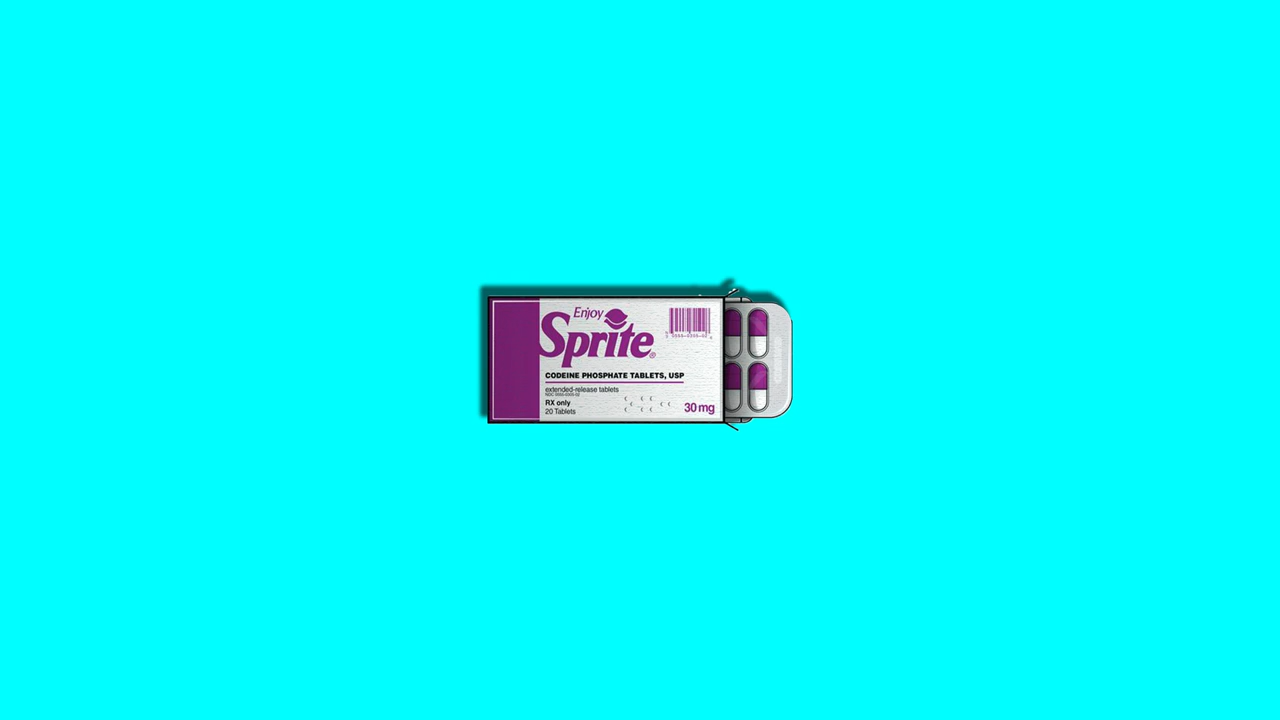 Enjoy
Sprite®
CODEINE PHOSPHATE TABLETS, USP
extended-release tablets
RX only
20 Tablets
30 mg